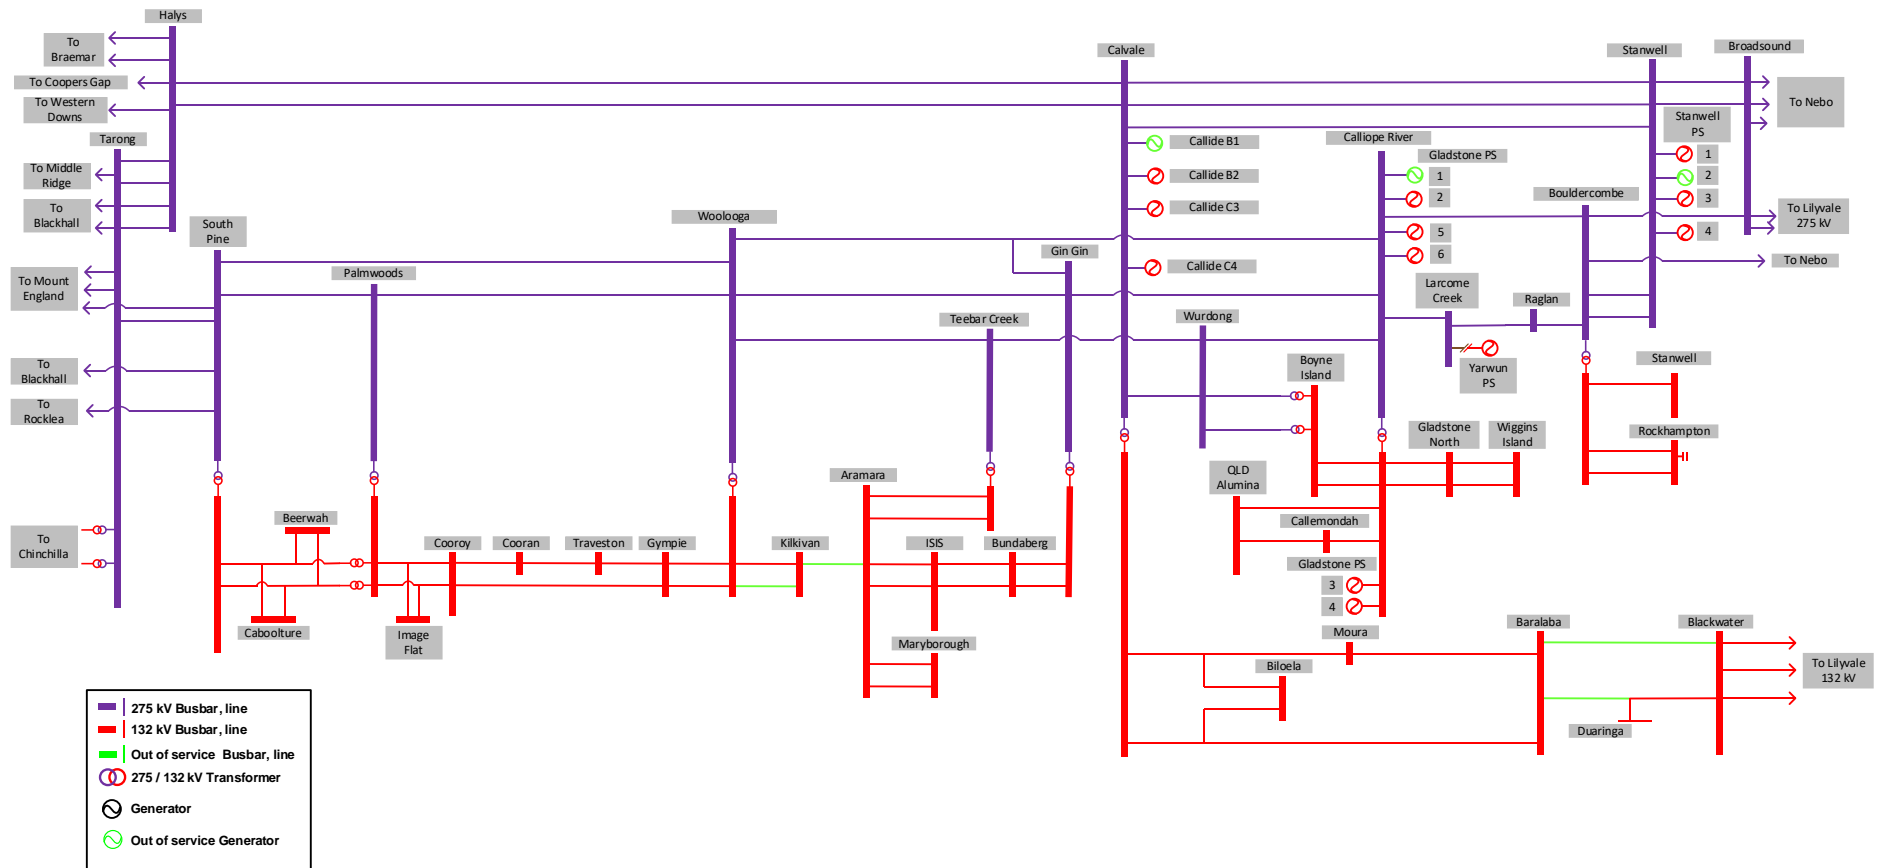 Halys
To
Braemar
To Coopers Gap
To Western
Downs
Tarong
To Middle
Ridge
To
Blackhall
South
Pine
To Mount
England
To
Blackhall
To
Rocklea
To
Chinchilla
Palmwoods
Woolooga
Gin Gin
Teebar Creek
Calvale
Callide B1
Callide B2
Callide C3
Callide C4
Wurdong
Calliope River
Gladstone PS
1
2
5
6
Larcome
Creek
Yarwun
PS
Raglan
Bouldercombe
Stanwell
Stanwell
PS
1
2
3
4
Broadsound
To Nebo
To Lilyvale
275 kV
To Nebo
Stanwell
Rockhampton
Boyne
Island
Gladstone
North
Wiggins
Island
QLD
Alumina
Callemondah
Gladstone PS
3
4
Beerwah
Caboolture
Image
Flat
Cooroy
Cooran
Traveston
Gympie
Kilkivan
Aramara
ISIS
Bundaberg
Maryborough
Moura
Biloela
Baralaba
Blackwater
Duaringa
To Lilyvale
132 kV
275 kV Busbar, line
132 kV Busbar, line
Out of service Busbar, line
275 / 132 kV Transformer
Generator
Out of service Generator